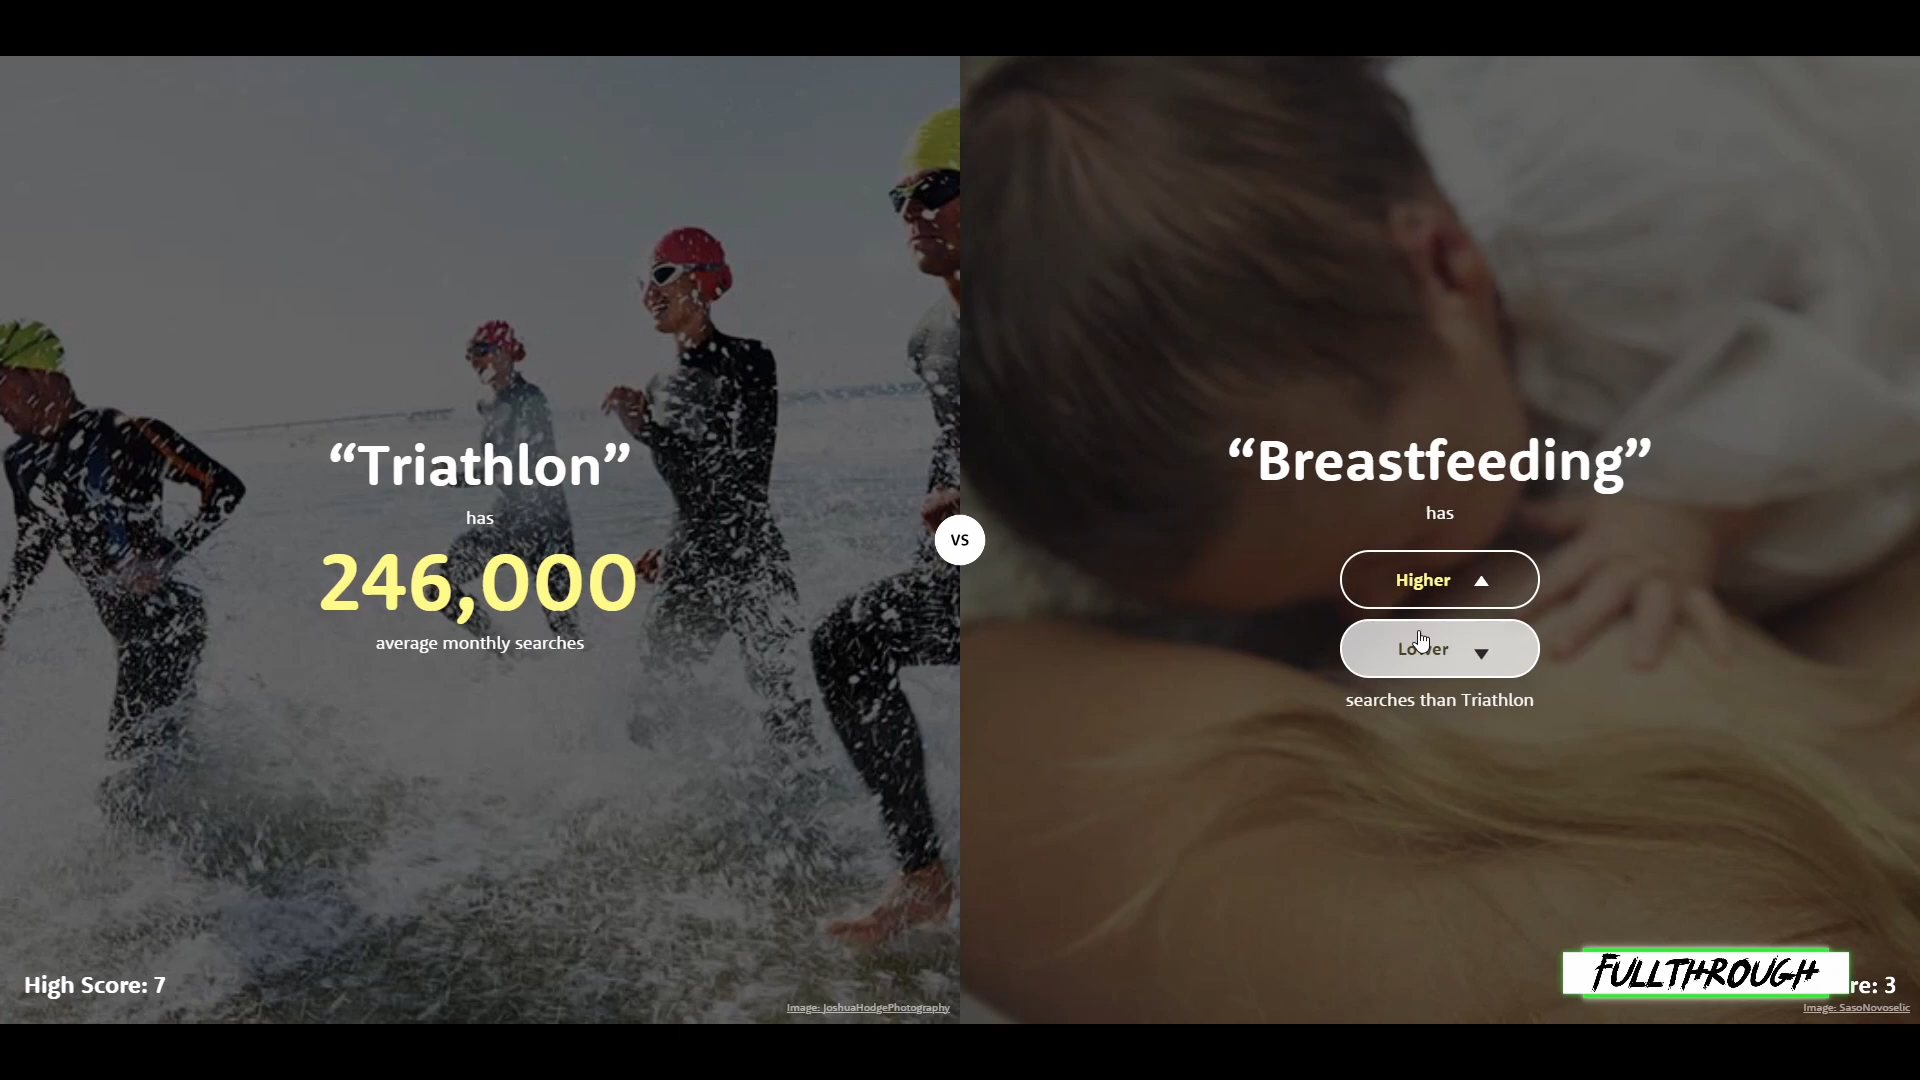 “Triathlon”
has
246,000
average monthly searches
VS
“Breastfeeding”
has
Higher
Lower
searches than Triathlon
High Score: 7
Image: JoshuaHodgePhotography
FULLTHROUGH
re: 3
Image: SasoNovoselic